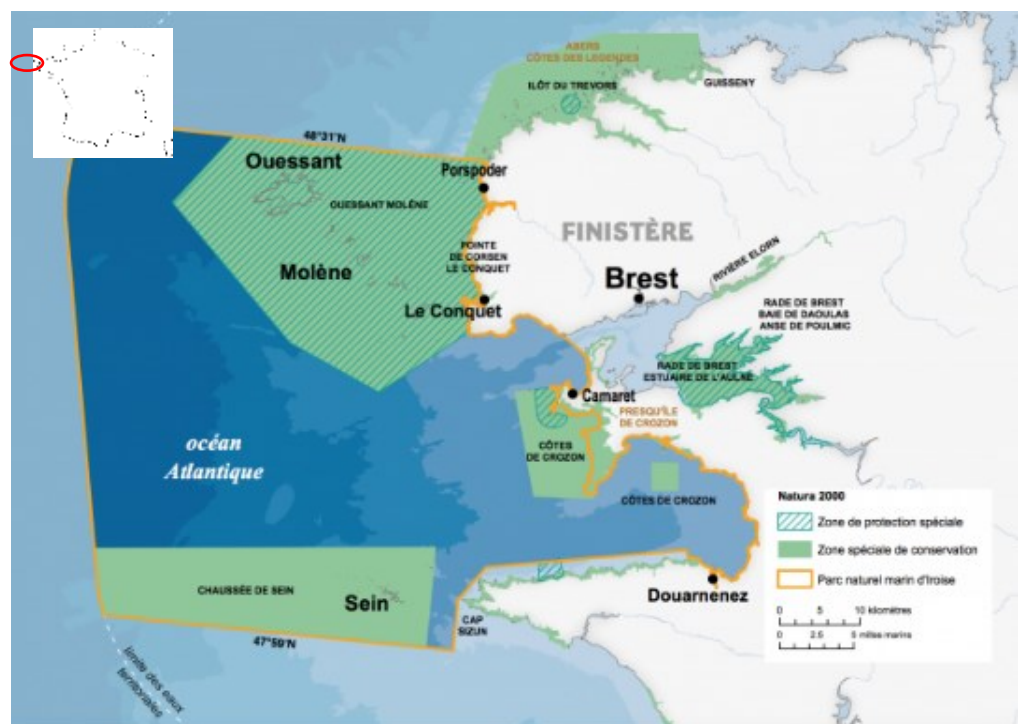 ABERS
CÔTES DES LEGENDES
ILÔT DU TREVORS
GUISSENY
48°31'N
Ouessant
Porspoder
OUESSANT MOLÈNE
FINISTÈRE
POINTE
DE CORSEN
LE CONQUET
Molène
Brest
RIVIÈRE ELORN
Le Conquet
RADE DE BREST
BAIE DE DAOULAS
ANSE DE POULMIC
RADE DE BREST
ESTUAIRE DE L'AULNE
Camaret
PRESQU'ÎLE
DE CROZON
océan
Atlantique
CÔTES
DE CROZON
CÔTES DE CROZON
Natura 2000
Zone de protection spéciale
Zone spéciale de conservation
Parc naturel marin d'Iroise
0 5 10 kilomètres
0 2.5 5 milles marins
CHAUSSÉE DE SEIN
Sein
Douarnenez
CAP
SIZUN
47°59'N
limite des eaux
territoriales